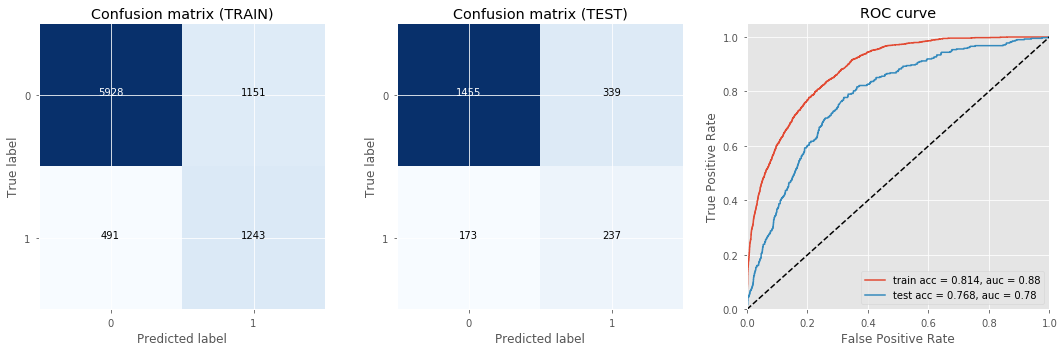 Confusion matrix (TRAIN)
0
1
True label
5928
1151
491
1243
0
1
Predicted label
Confusion matrix (TEST)
0
1
True label
1455
339
173
237
0
1
Predicted label
ROC curve
1.0
0.8
0.6
0.4
0.2
0.0
True Positive Rate
train acc = 0.814, auc = 0.88
test acc = 0.768, auc = 0.78
0.0
0.2
0.4
0.6
0.8
1.0
False Positive Rate